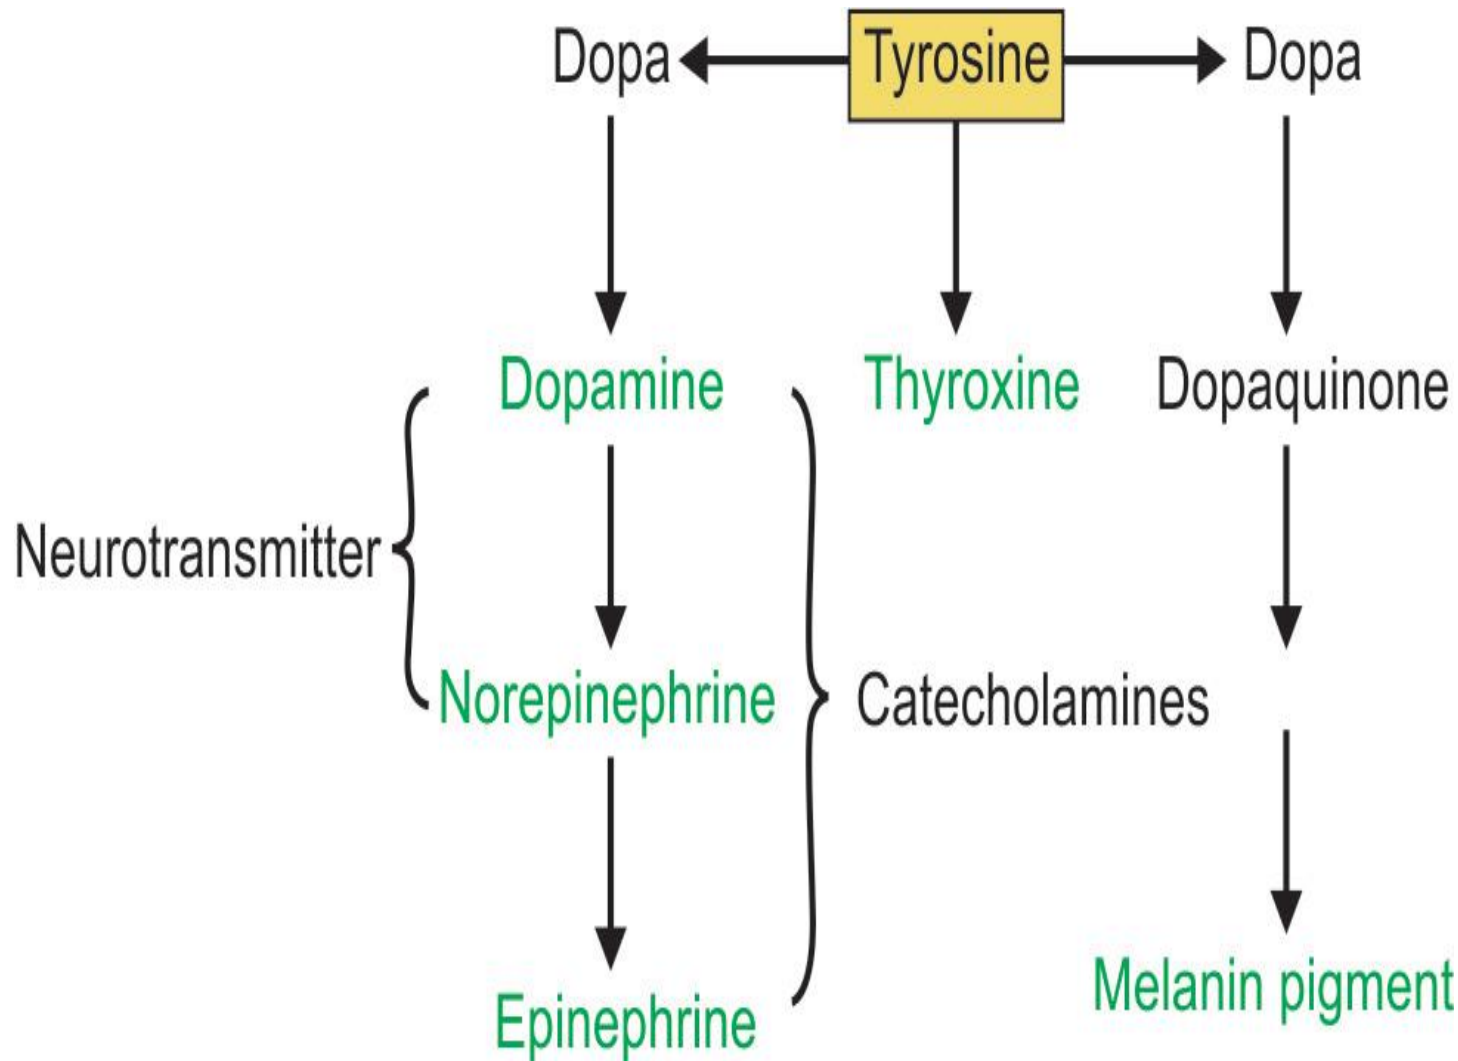 Dopa Tyrosine Dopa
Dopamine Thyroxine Dopaquinone
Neurotransmitter
Norepinephrine Catecholamines
Melanin pigment
Epinephrine